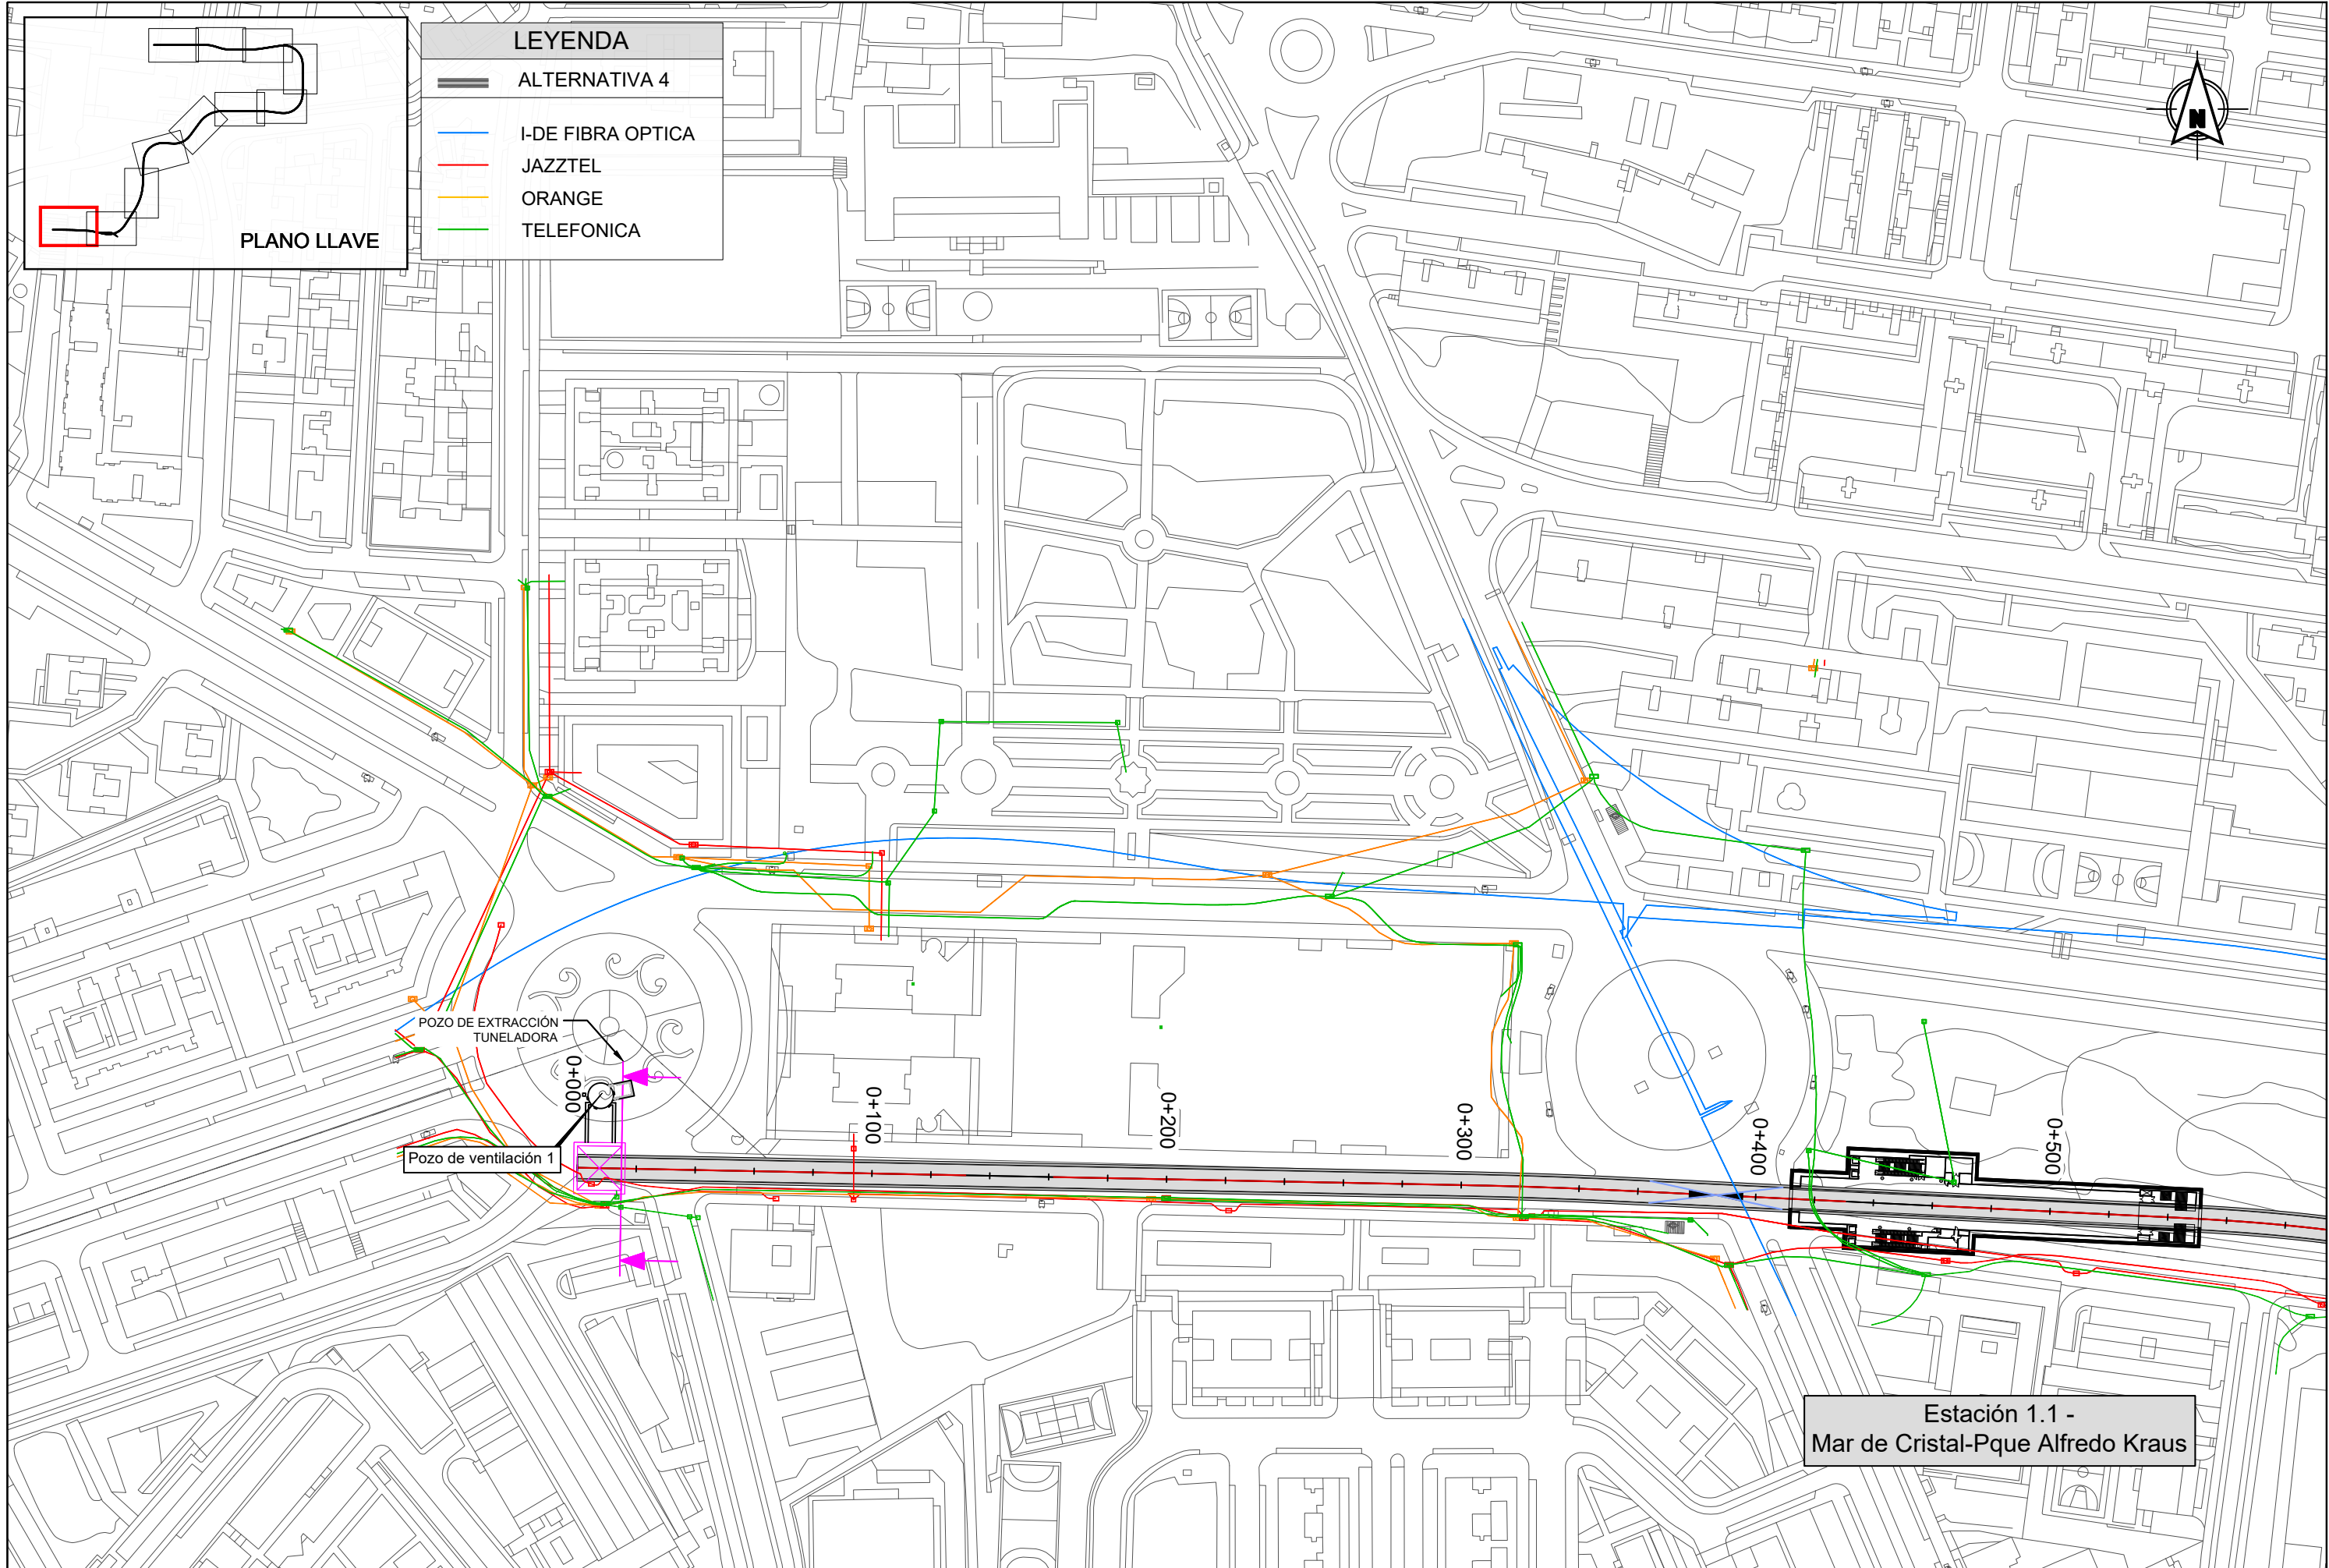 PLANO LLAVE
LEYENDA
ALTERNATIVA 4
I-DE FIBRA OPTICA
JAZZTEL
ORANGE
TELEFONICA
N
POZO DE EXTRACCIÓN
TUNELADORA
0+000
0+100
0+200
0+300
0+400
0+500
Pozo de ventilación 1
Estación 1.1 -
Mar de Cristal-Pque Alfredo Kraus